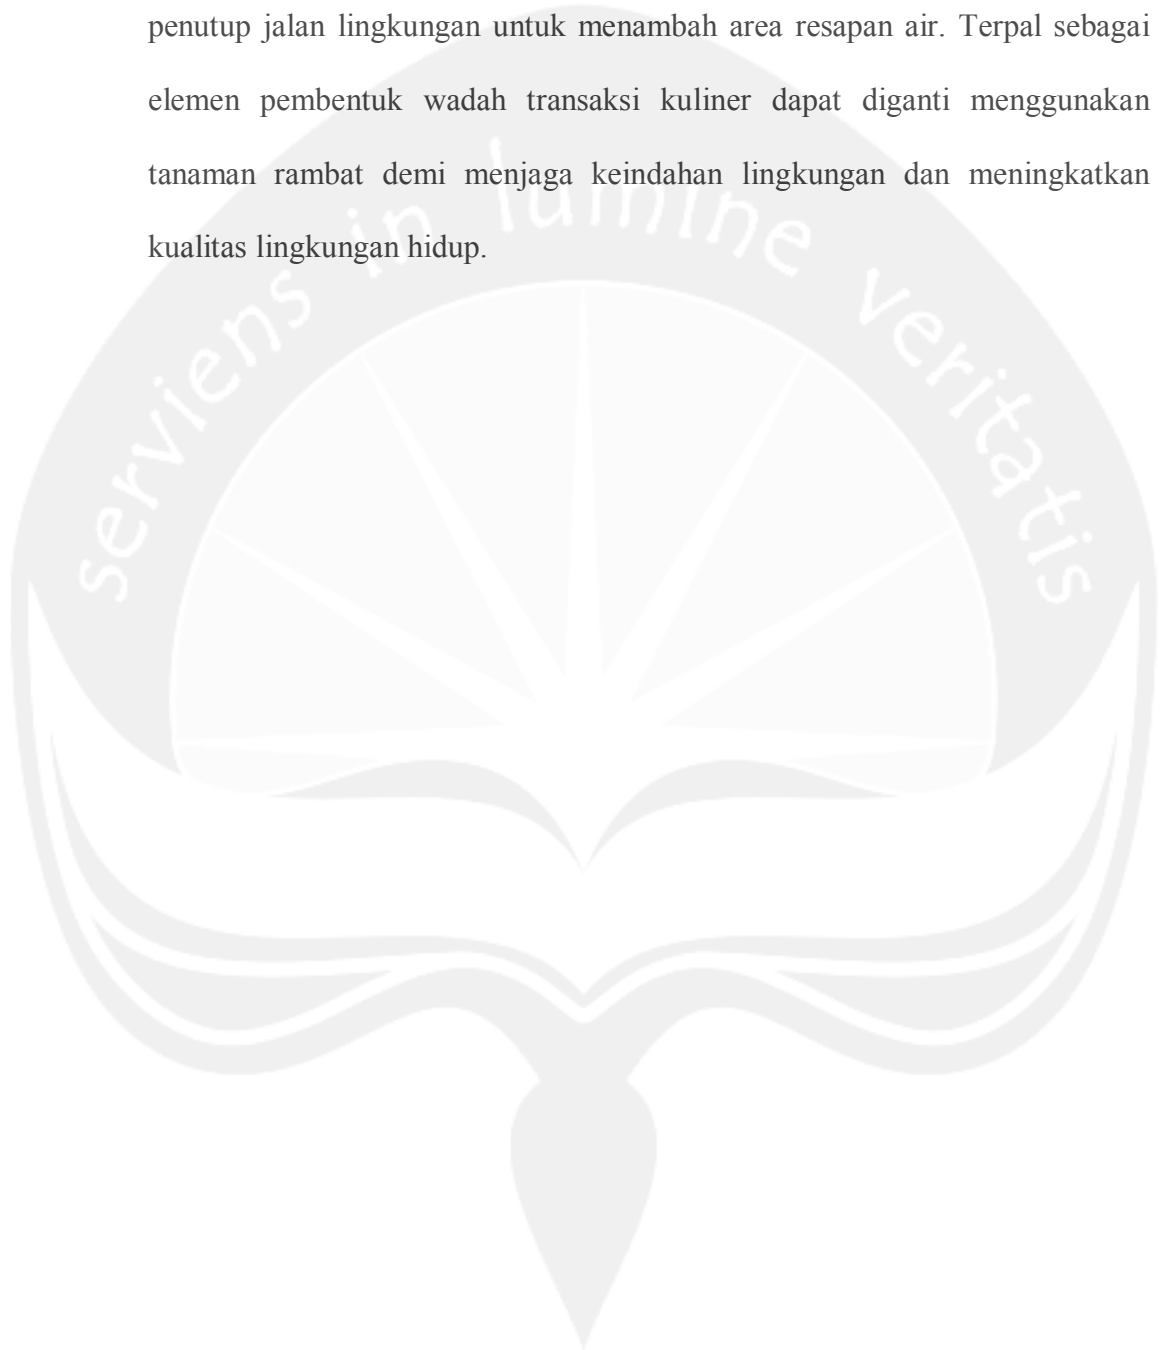 penutup jalan lingkungan untuk menambah area resapan air. Terpal sebagai
elemen pembentuk wadah transaksi kuliner dapat diganti menggunakan
tanaman rambat demi menjaga keindahan lingkungan dan meningkatkan
kualitas lingkungan hidup.
serviens in lumine veritatis